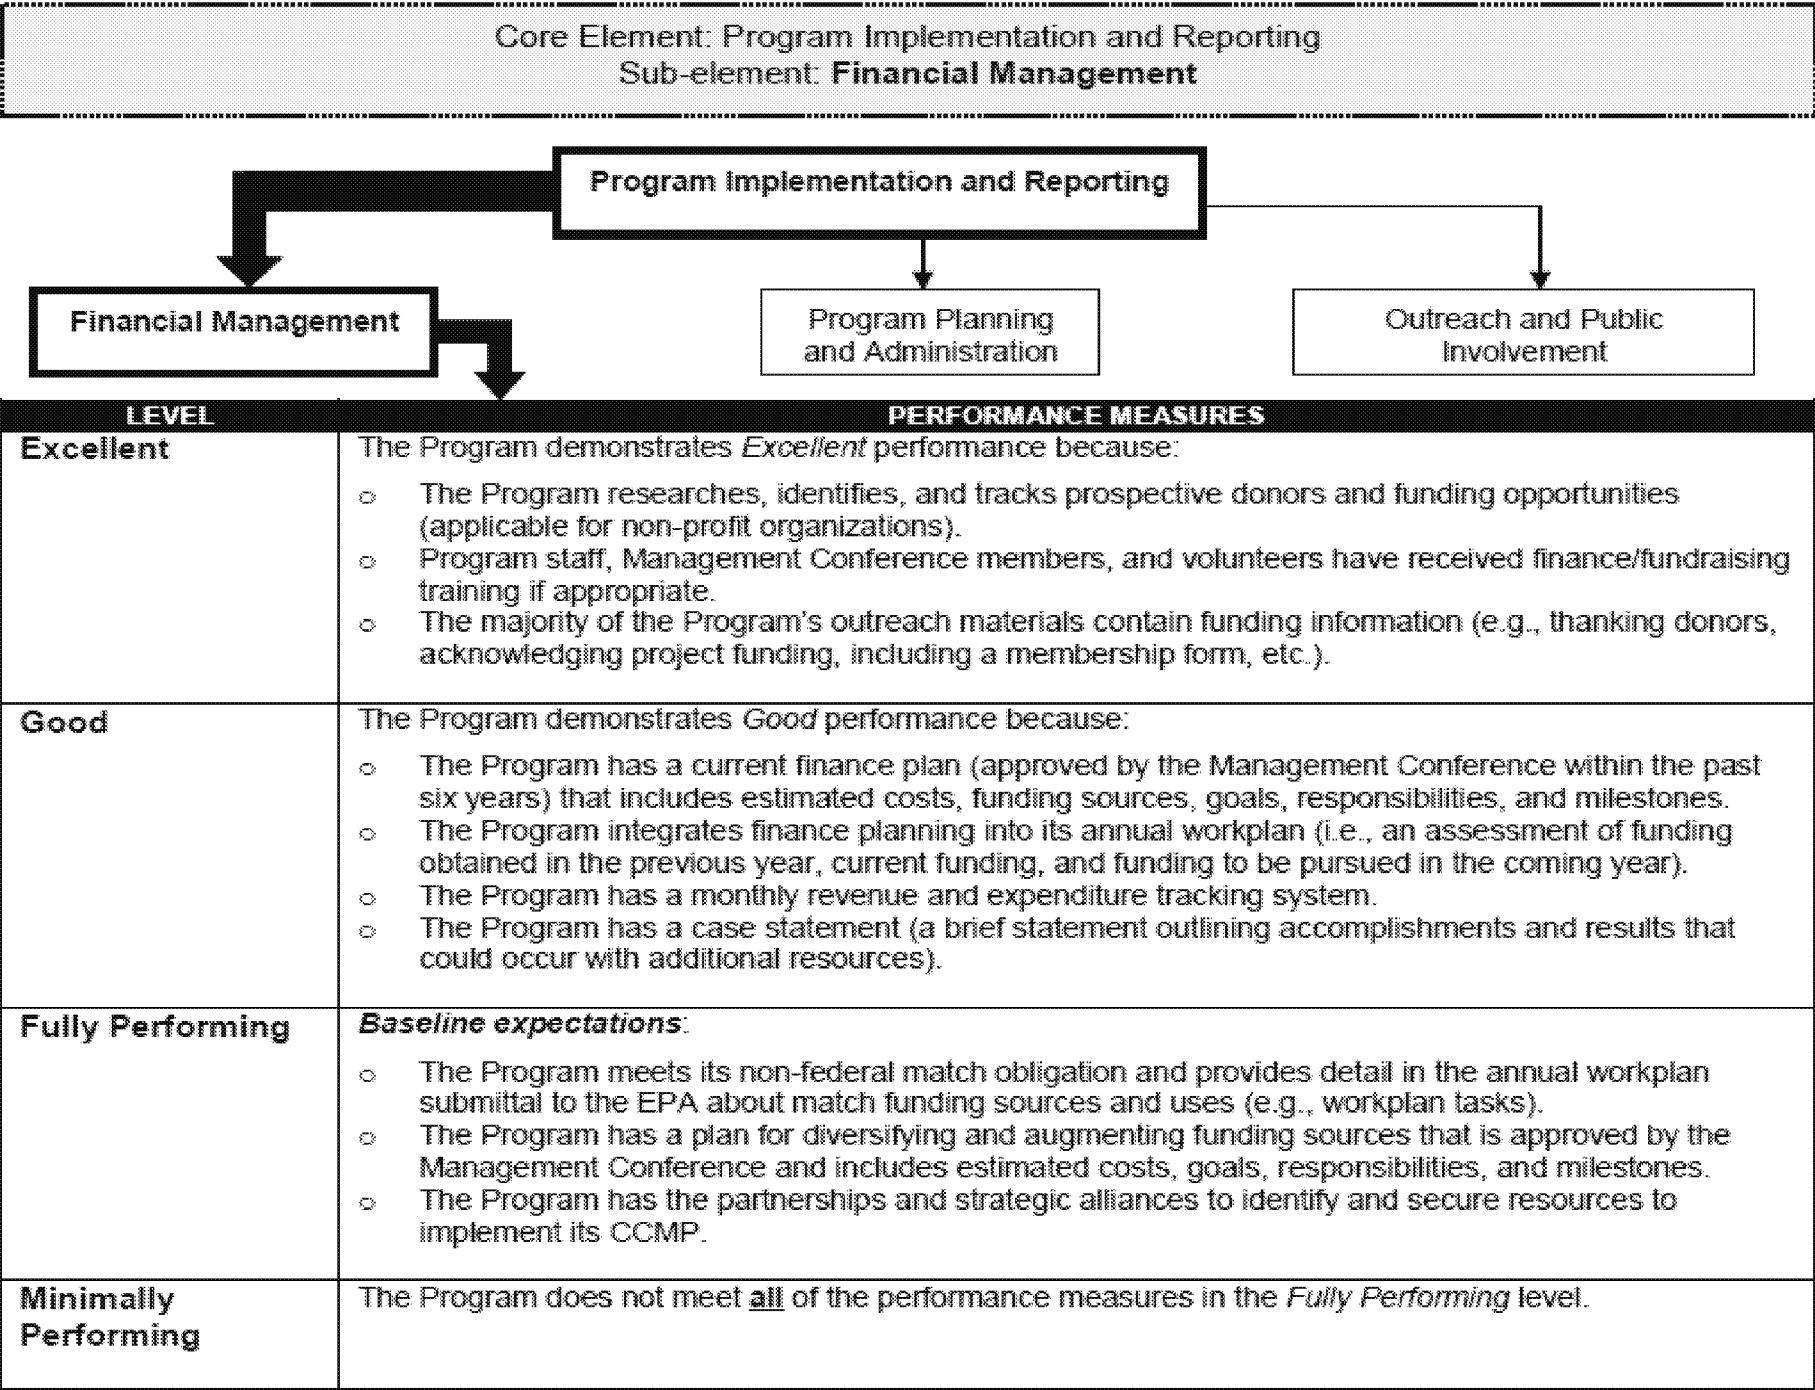 Core Element: Program Implementation and Reporting
Sub-element: Financial Management
Program Implementation and Reporting
Financial Management
Program Planning
and Administration
Outreach and Public
Involvement
LEVEL PERFORMANCE MEASURES
Excellent
The Program demonstrates Excellent performance because:
o The Program researches, identifies, and tracks prospective donors and funding opportunities
(applicable for non-profit organizations).
o Program staff, Management Conference members, and volunteers have received finance/fundraising
training if appropriate.
o The majority of the Program's outreach materials contain funding information (e.g., thanking donors,
acknowledging project funding, including a membership form, etc.).
Good
The Program demonstrates Good performance because:
o The Program has a current finance plan (approved by the Management Conference within the past
six years) that includes estimated costs, funding sources, goals, responsibilities, and milestones.
o The Program integrates finance planning into its annual workplan (i.e., an assessment of funding
obtained in the previous year, current funding, and funding to be pursued in the coming year).
o The Program has a monthly revenue and expenditure tracking system.
o The Program has a case statement (a brief statement outlining accomplishments and results that
could occur with additional resources).
Fully Performing
Baseline expectations:
o The Program meets its non-federal match obligation and provides detail in the annual workplan
submittal to the EPA about match funding sources and uses (e.g., workplan tasks).
o The Program has a plan for diversifying and augmenting funding sources that is approved by the
Management Conference and includes estimated costs, goals, responsibilities, and milestones.
o The Program has the partnerships and strategic alliances to identify and secure resources to
implement its CCMP.
Minimally
Performing
The Program does not meet all of the performance measures in the Fully Performing level.